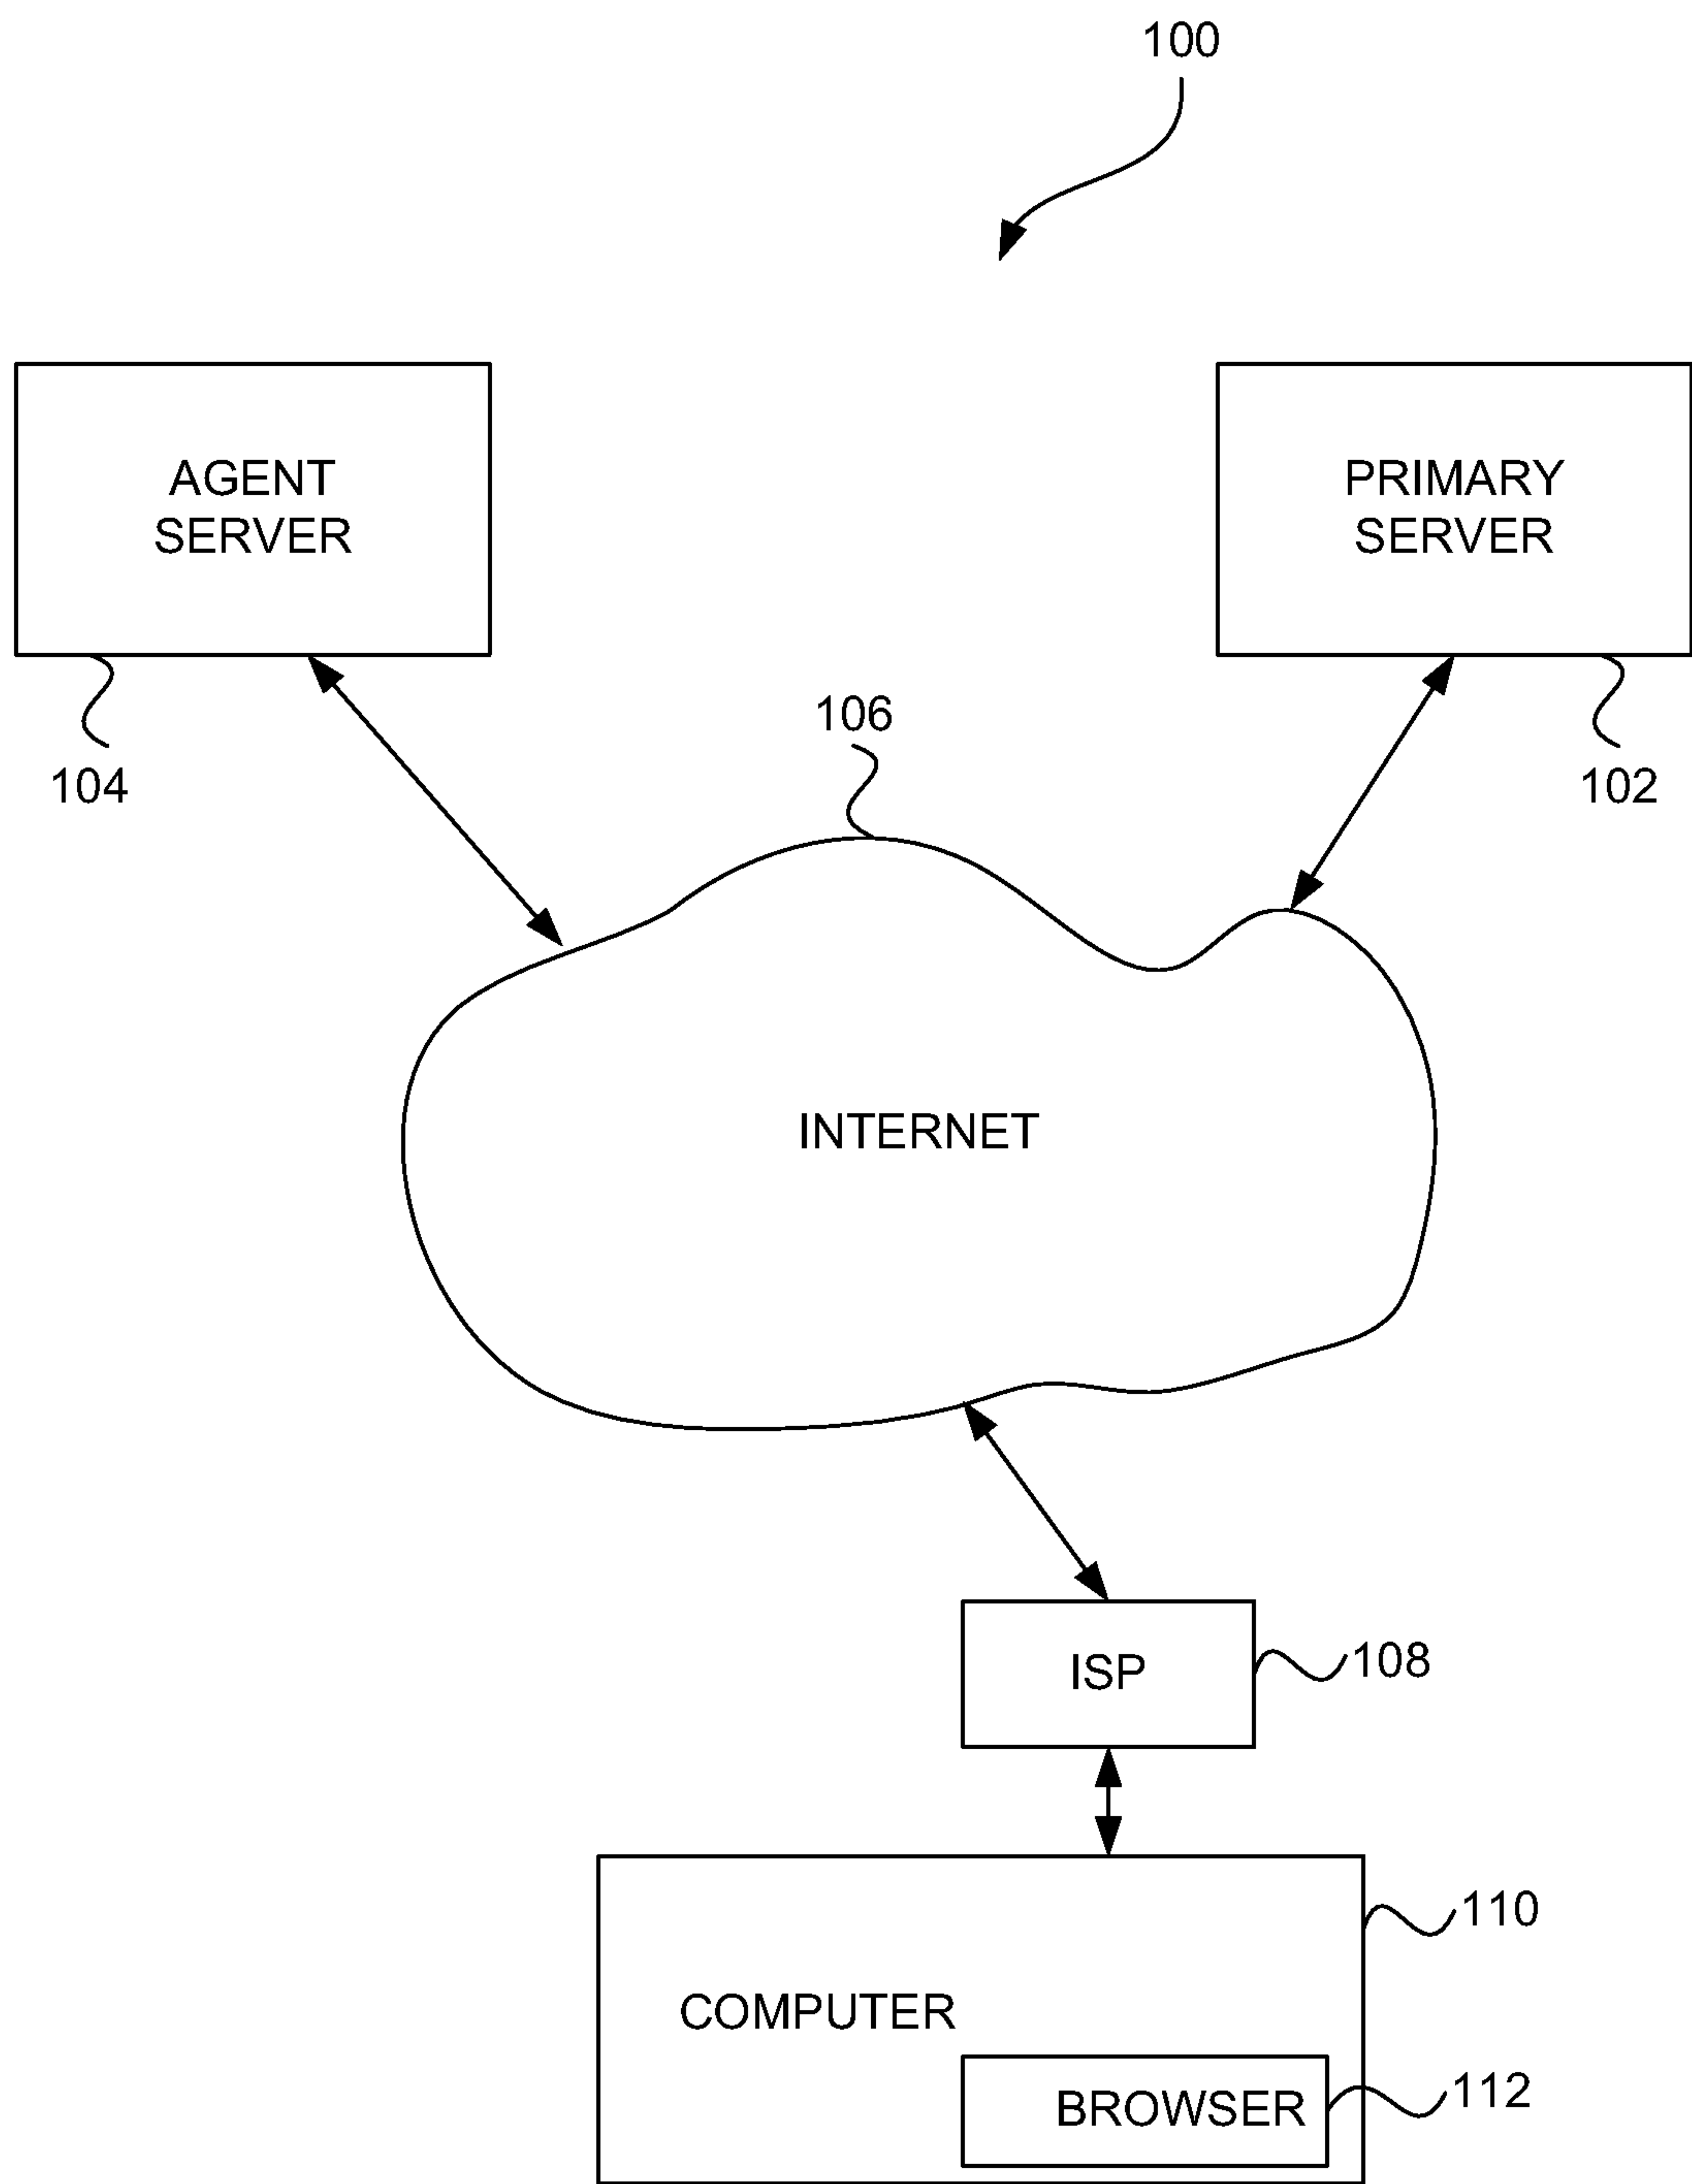 100
AGENT
SERVER
PRIMARY
SERVER
104
106
102
INTERNET
ISP
108
110
COMPUTER
BROWSER
112